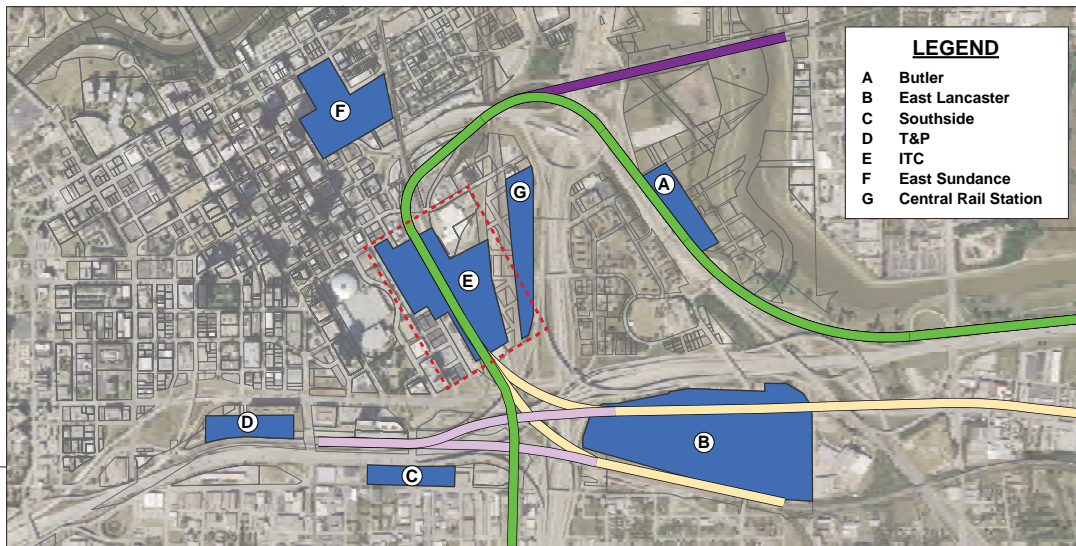 LEGEND
A Butler
B East Lancaster
C Southside
D T&P
E ITC
F East Sundance
G Central Rail Station
F
A
G
E
D
B
C